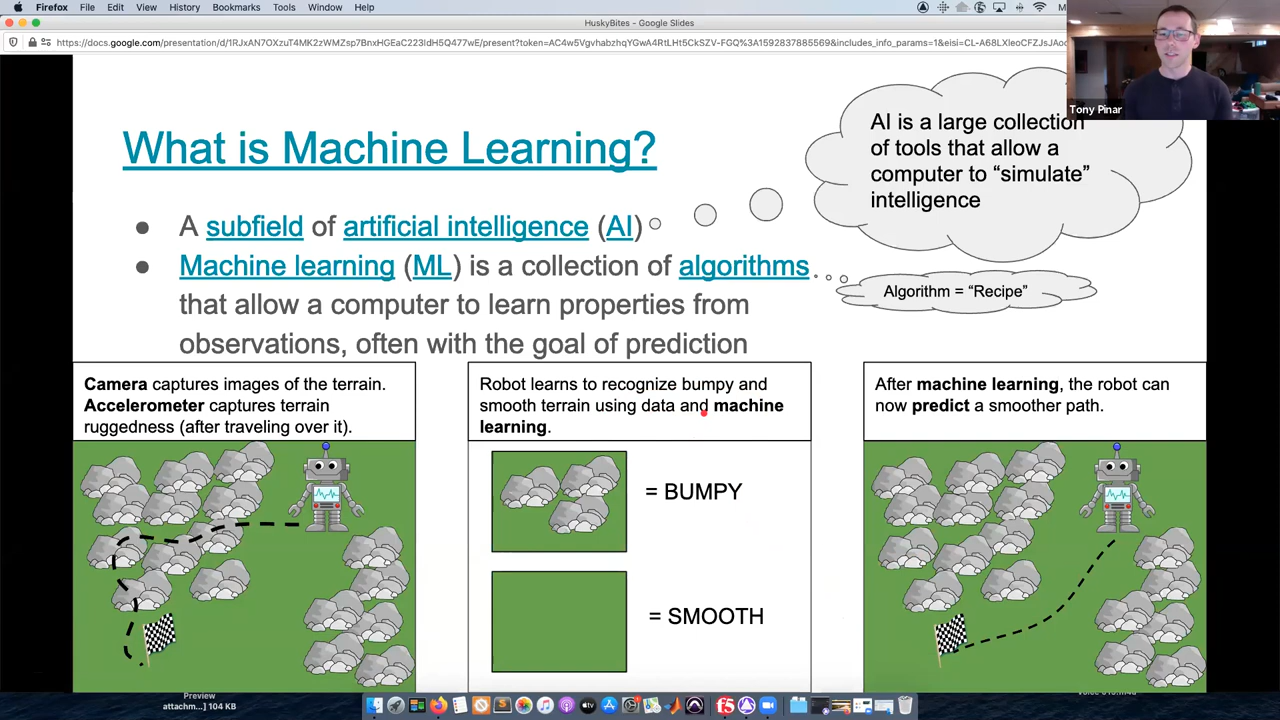 Firefox File Edit View History Bookmarks Tools Window Help
HuskyBites - Google Slides
Tony Pinar
What is Machine Learning?
AI is a large collection
of tools that allow a
computer to “simulate”
intelligence
● A subfield of artificial intelligence (AI)
● Machine learning (ML) is a collection of algorithms
that allow a computer to learn properties from
observations, often with the goal of prediction
Algorithm = “Recipe”
Camera captures images of the terrain.
Accelerometer captures terrain
ruggedness (after traveling over it).
Robot learns to recognize bumpy and
smooth terrain using data and machine
learning.
= BUMPY
= SMOOTH
After machine learning, the robot can
now predict a smoother path.
Preview
attachm...] 104 KB